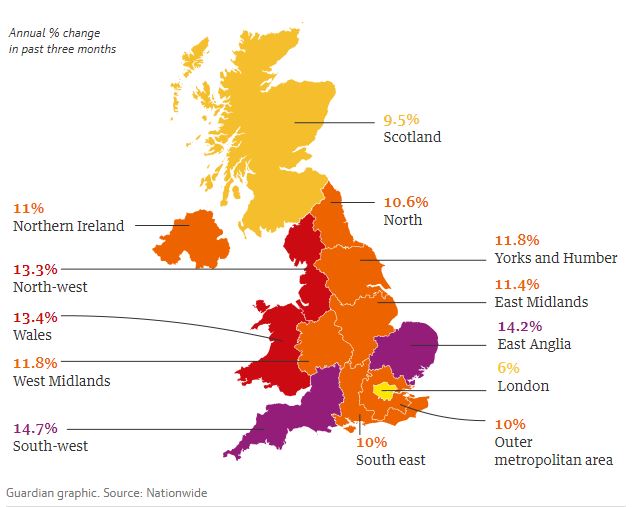 Annual % change
in past three months
9.5%
Scotland
11%
Northern Ireland
10.6%
North
11.8%
Yorks and Humber
13.3%
North-west
11.4%
East Midlands
13.4%
Wales
14.2%
East Anglia
11.8%
West Midlands
6%
London
14.7%
South-west
10%
South east
10%
Outer
metropolitan area
Guardian graphic. Source: Nationwide